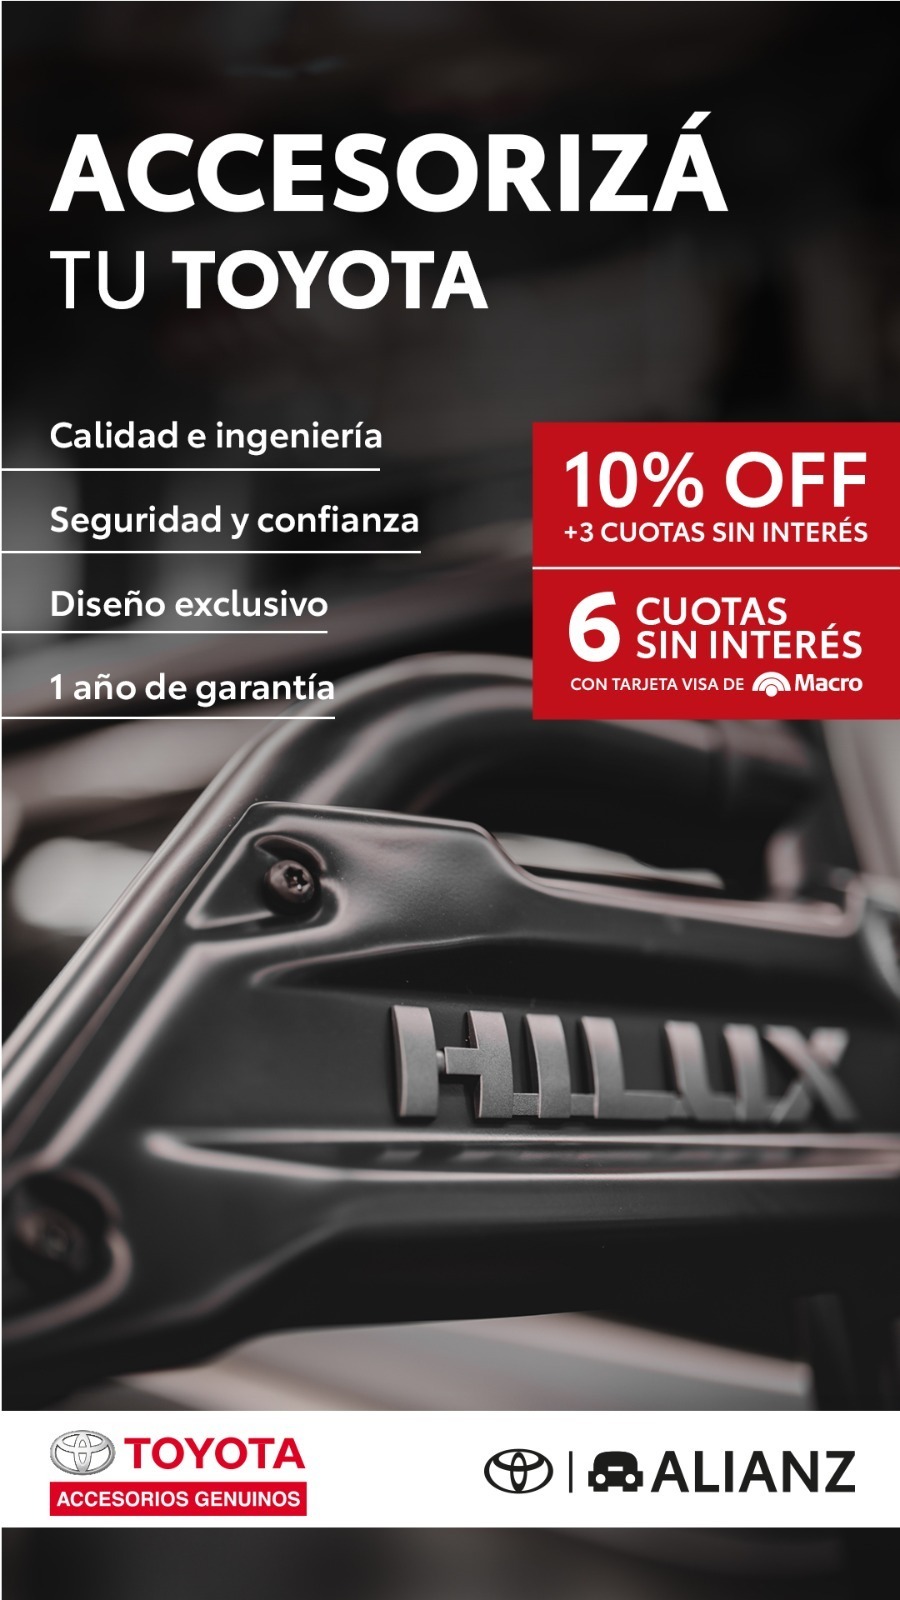 ACCESORIZÁ
TU TOYOTA
Calidad e ingeniería
Seguridad y confianza
Diseño exclusivo
1 año de garantía
10% OFF
+3 CUOTAS SIN INTERÉS
6 CUOTAS
SIN INTERÉS
CON TARJETA VISA DE Macro
HILUX
TOYOTA
ACCESORIOS GENUINOS
ALIANZ